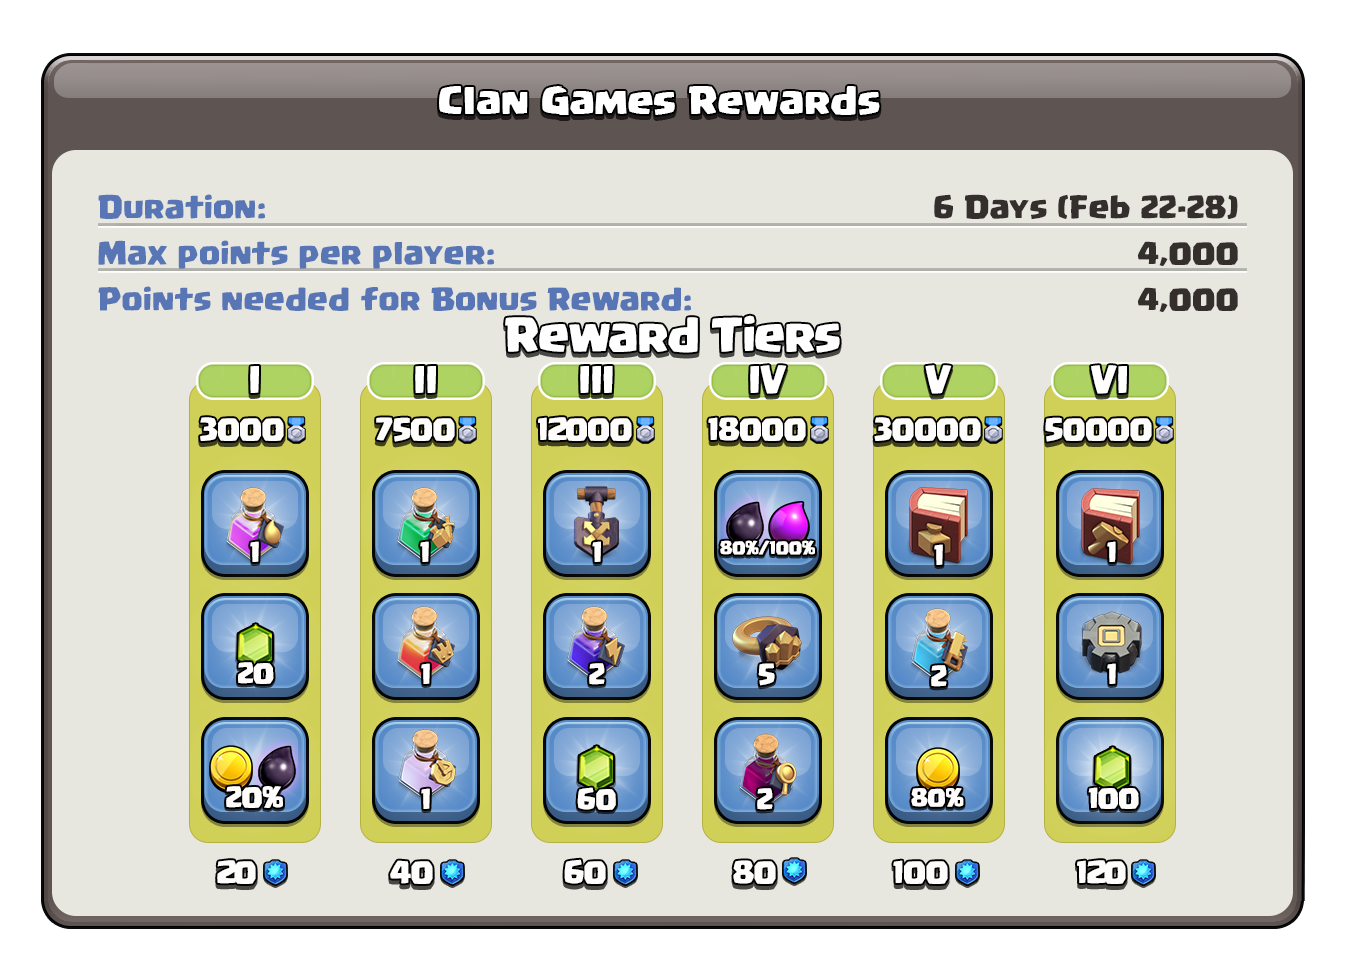 Clan Games Rewards
Duration: 6 Days (Feb 22-28)
Max points per player: 4,000
Points needed for Bonus Reward: 4,000
Reward Tiers
I II III IV V VI
3000 7500 12000 18000 30000 50000
1 1 1 80%/100% 1 1
20 1 2 5 2 1
20% 1 60 2 80% 100
20 40 60 80 100 120